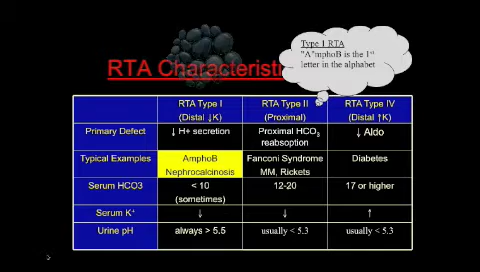 Type 1 RTA
"A"mphoB is the 1st
letter in the alphabet
RTA Characteristi
RTA Type I RTA Type II RTA Type IV
(Distal ↓K) (Proximal) (Distal ↑K)
Primary Defect ↓ H+ secretion Proximal HCO3 ↓ Aldo
reabsoption
Typical Examples AmphoB Fanconi Syndrome Diabetes
Nephrocalcinosis MM, Rickets
Serum HCO3 < 10 12-20 17 or higher
(sometimes)
Serum K+ ↓ ↓ ↑
Urine pH always > 5.5 usually < 5.3 usually < 5.3